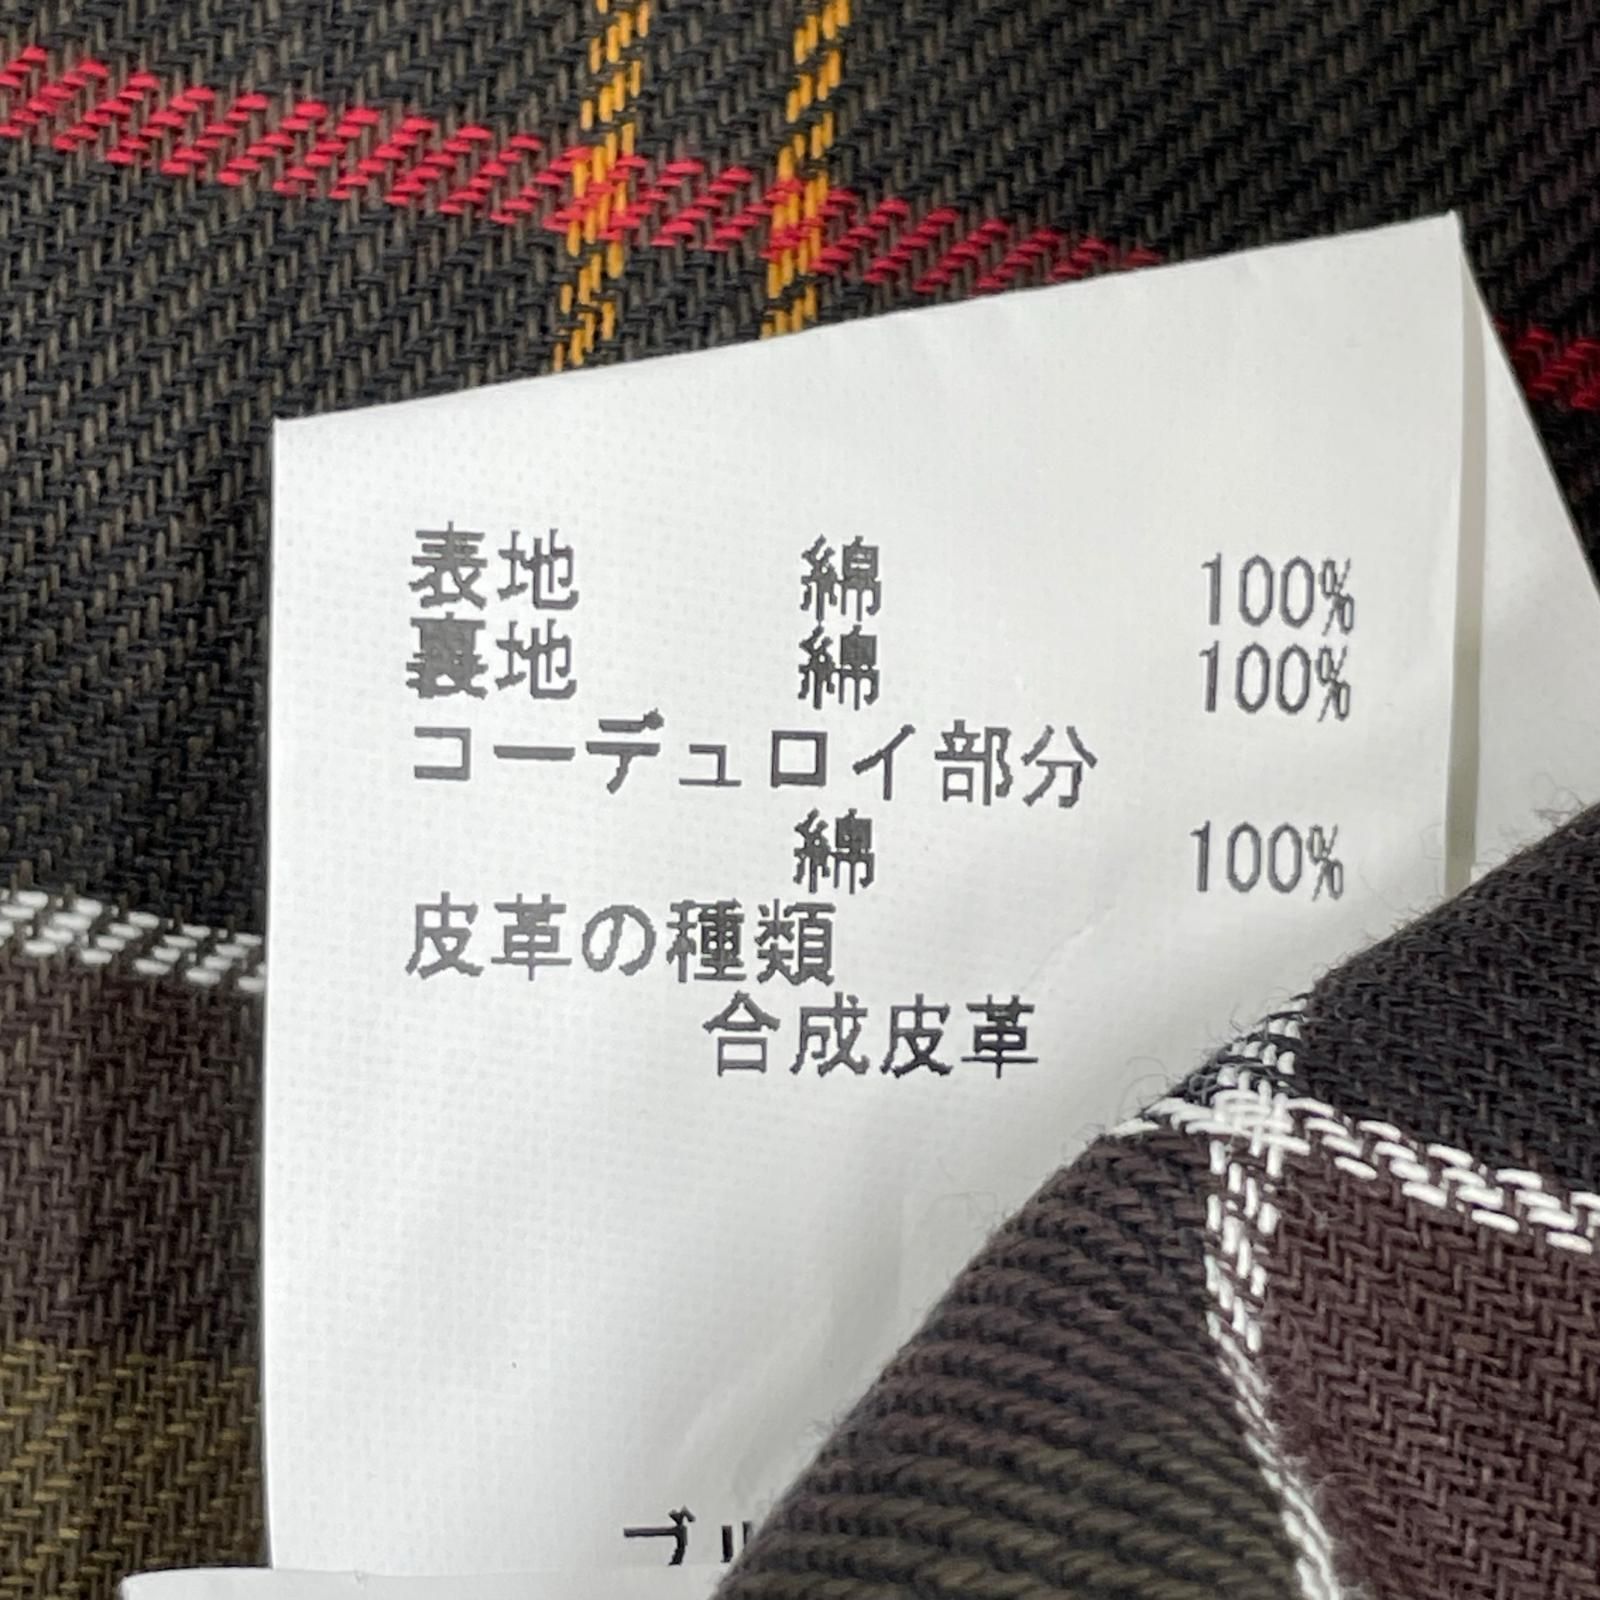 表地 綿 100%
裏地 綿 100%
コーデュロイ部分
綿 100%
皮革の種類
合成皮革